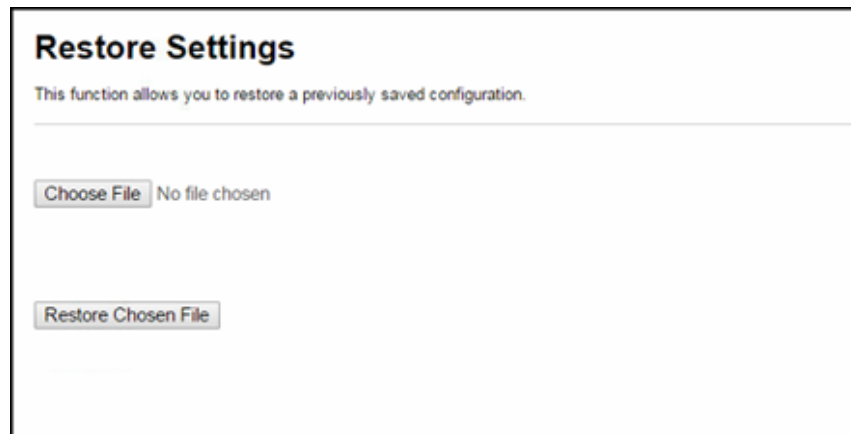 Restore Settings
This function allows you to restore a previously saved configuration.
Choose File No file chosen
Restore Chosen File